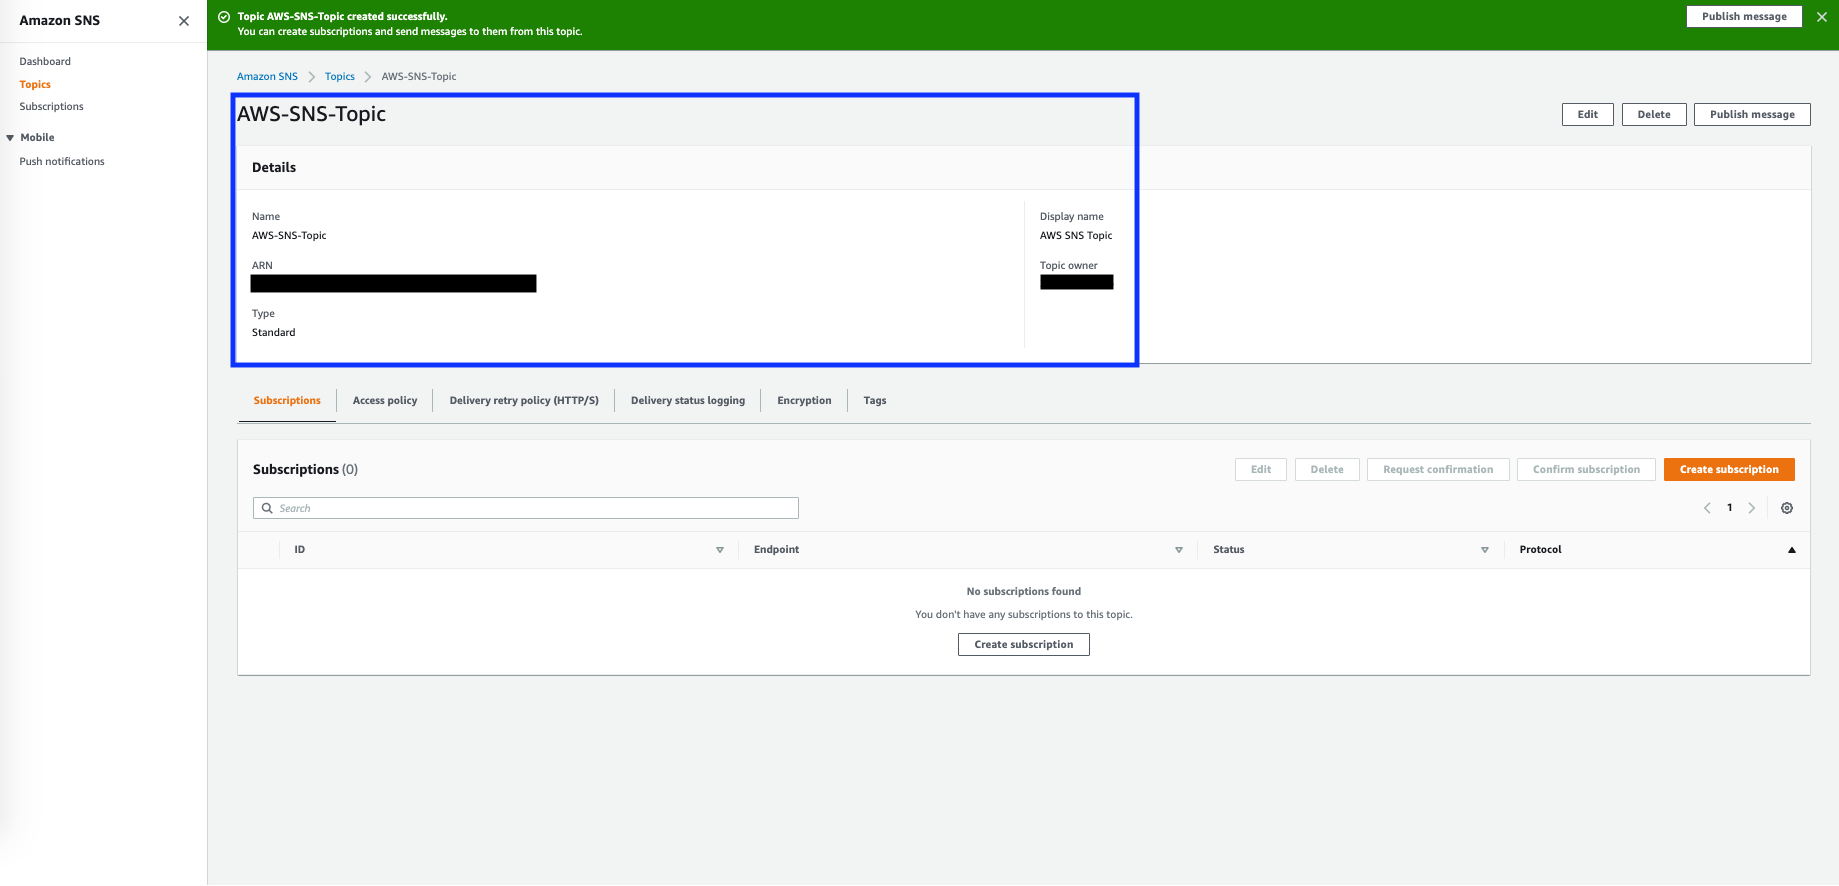 Amazon SNS
Dashboard
Topics
Subscriptions
Mobile
Push notifications
Topic AWS-SNS-Topic created successfully.
You can create subscriptions and send messages to them from this topic.
Publish message
Amazon SNS Topics AWS-SNS-Topic
AWS-SNS-Topic
Edit Delete Publish message
Details
Name
AWS-SNS-Topic
ARN
Type
Standard
Display name
AWS SNS Topic
Topic owner
Subscriptions Access policy Delivery retry policy (HTTP/S) Delivery status logging Encryption Tags
Subscriptions (0)
Edit Delete Request confirmation Confirm subscription Create subscription
Search
1
ID Endpoint Status Protocol
No subscriptions found
You don't have any subscriptions to this topic.
Create subscription